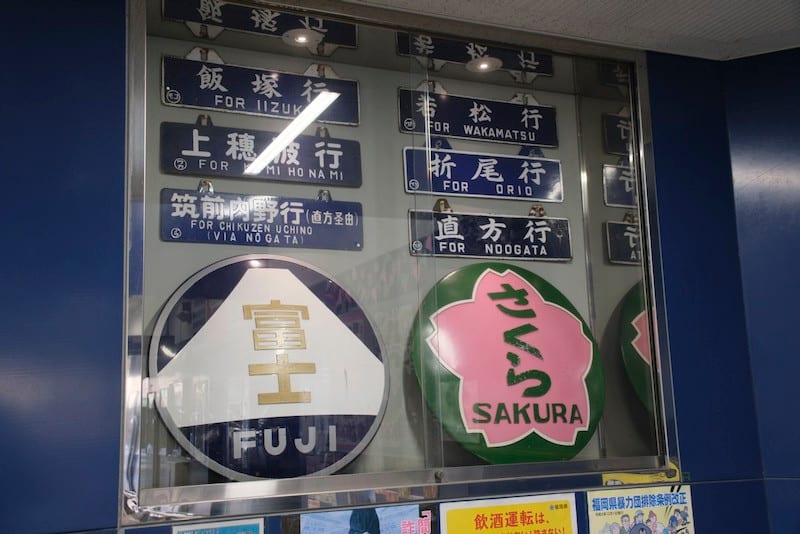 飯塚行
FOR IIZUKA
上穂波行
FOR KAMI HONAMI
筑前内野行(直方圣由)
FOR CHIKUZEN UCHINO
(VIA NŌGATA)
若松行
FOR WAKAMATSU
折尾行
FOR ORIO
直方行
FOR NOOGATA
富士
FUJI
さくら
SAKURA
飲酒運転は、
福岡県暴力団排除条例改正